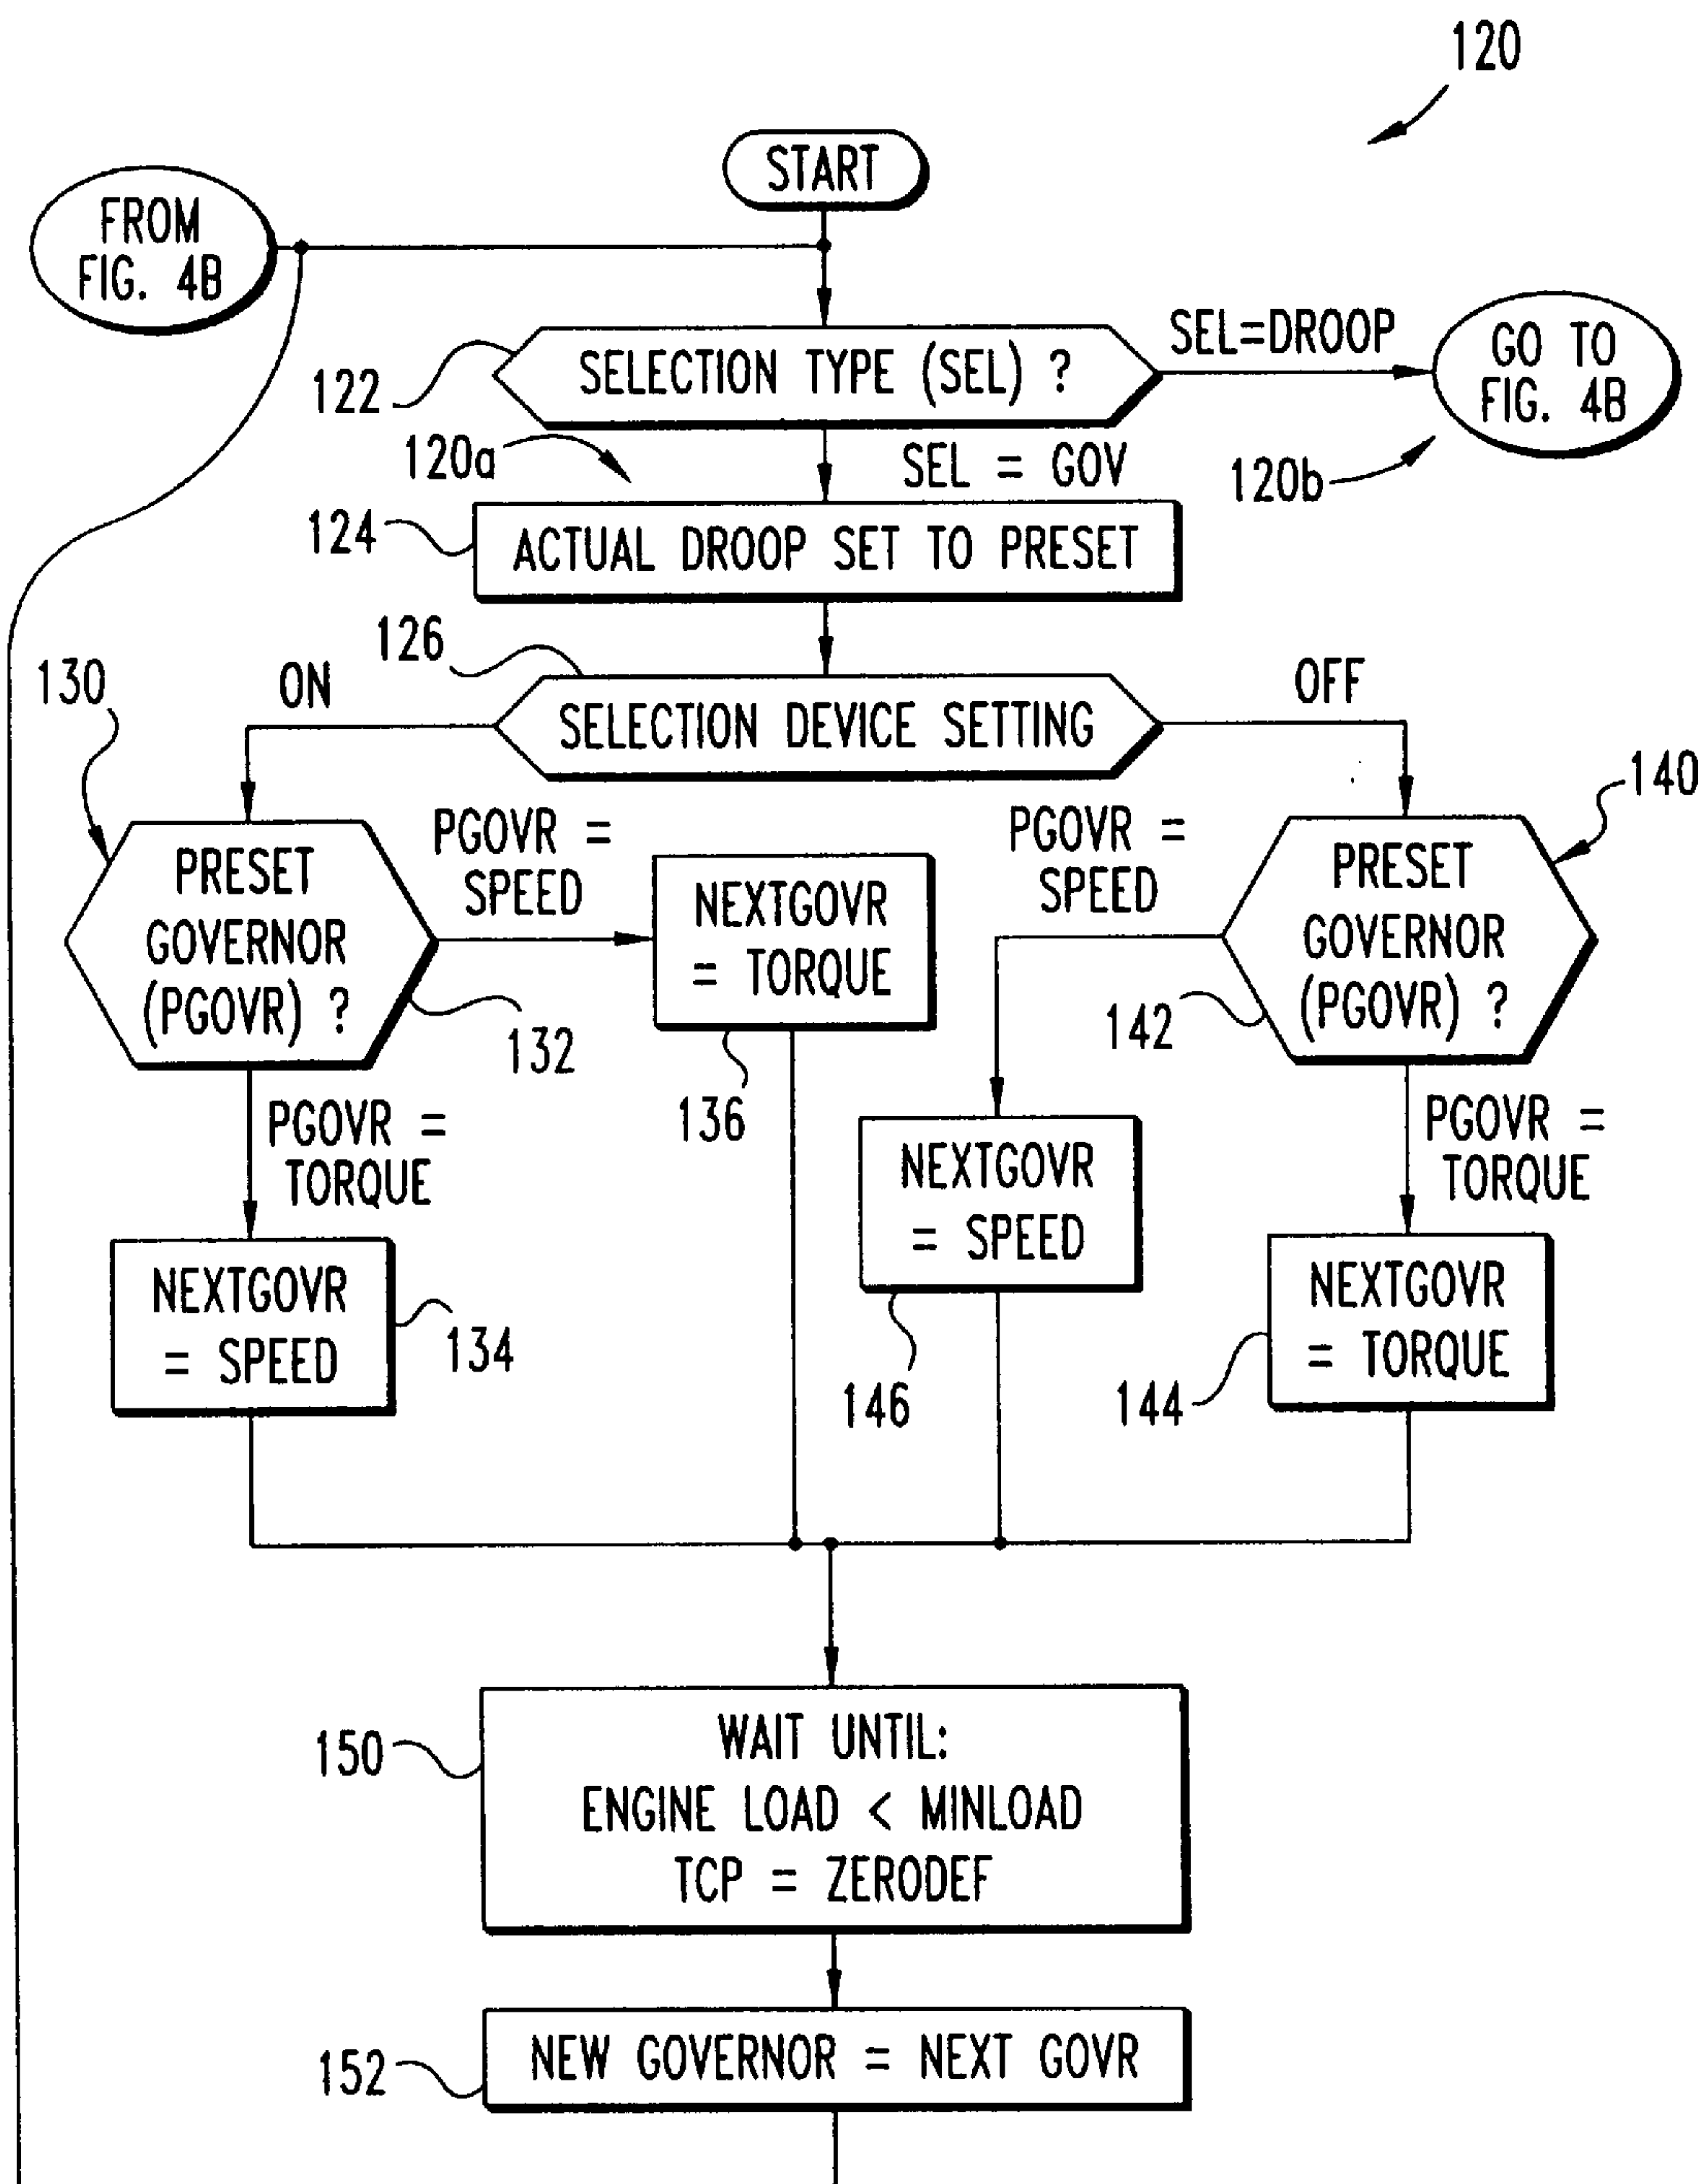 120
START
FROM
FIG. 4B
SEL=DROOP
GO TO
FIG. 4B
122
SELECTION TYPE (SEL) ?
120a
SEL = GOV
120b
124
ACTUAL DROOP SET TO PRESET
126
130
ON
OFF
SELECTION DEVICE SETTING
140
PGOVR =
SPEED
PGOVR =
SPEED
PRESET
GOVERNOR
(PGOVR) ?
NEXTGOVR
= TORQUE
PRESET
GOVERNOR
(PGOVR) ?
132
142
136
PGOVR =
TORQUE
PGOVR =
TORQUE
NEXTGOVR
= SPEED
NEXTGOVR
= SPEED
134
NEXTGOVR
= TORQUE
146
144
150
WAIT UNTIL:
ENGINE LOAD < MINLOAD
TCP = ZERODEF
152
NEW GOVERNOR = NEXT GOVR